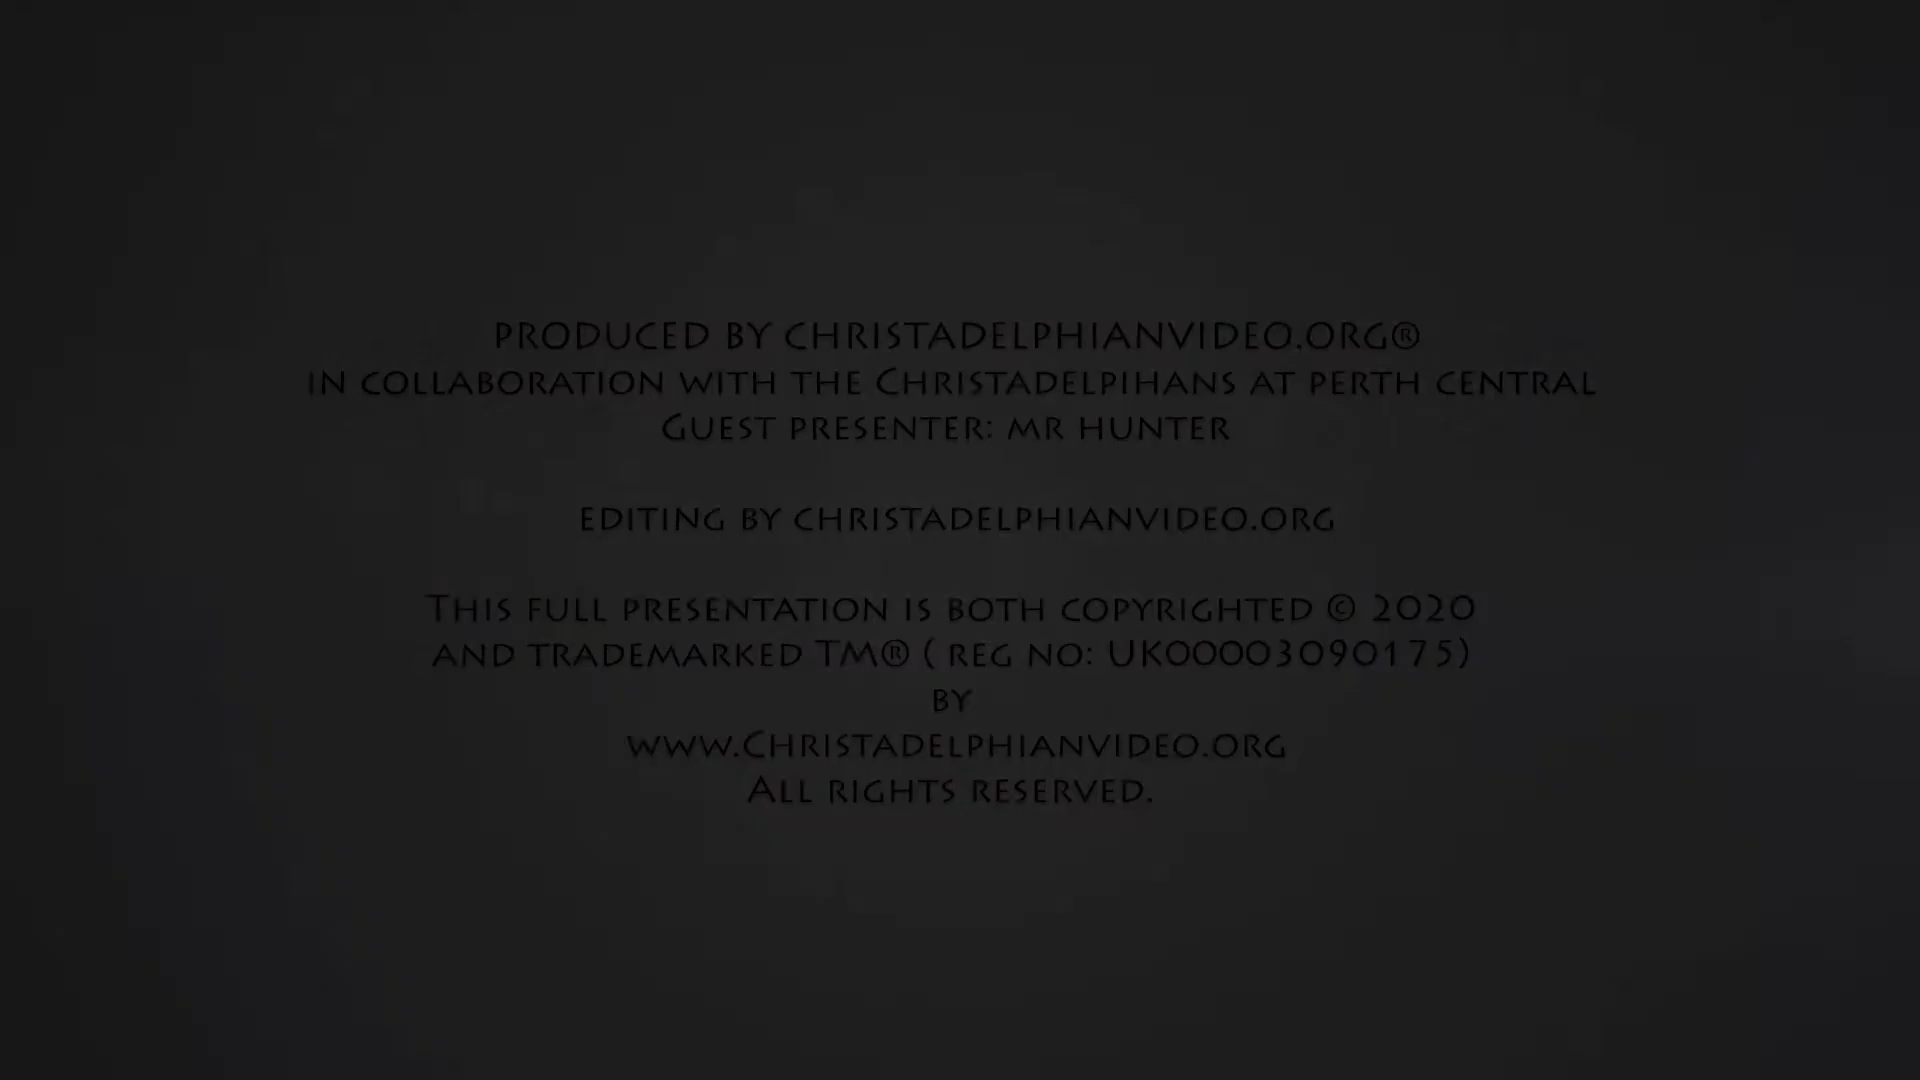 PRODUCED BY CHRISTADELPHIANVIDEO.ORG®
IN COLLABORATION WITH THE CHRISTADELPIHANS AT PERTH CENTRAL
GUEST PRESENTER: MR HUNTER
EDITING BY CHRISTADELPHIANVIDEO.ORG
THIS FULL PRESENTATION IS BOTH COPYRIGHTED © 2020
AND TRADEMARKED TM® ( REG NO: UK00003090175)
BY
WWW.CHRISTADELPHIANVIDEO.ORG
ALL RIGHTS RESERVED.